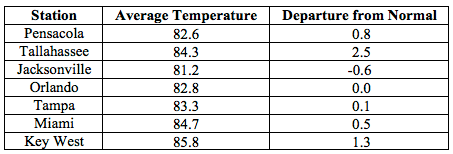 Station Average Temperature Departure from Normal
Pensacola 82.6 0.8
Tallahassee 84.3 2.5
Jacksonville 81.2 -0.6
Orlando 82.8 0.0
Tampa 83.3 0.1
Miami 84.7 0.5
Key West 85.8 1.3